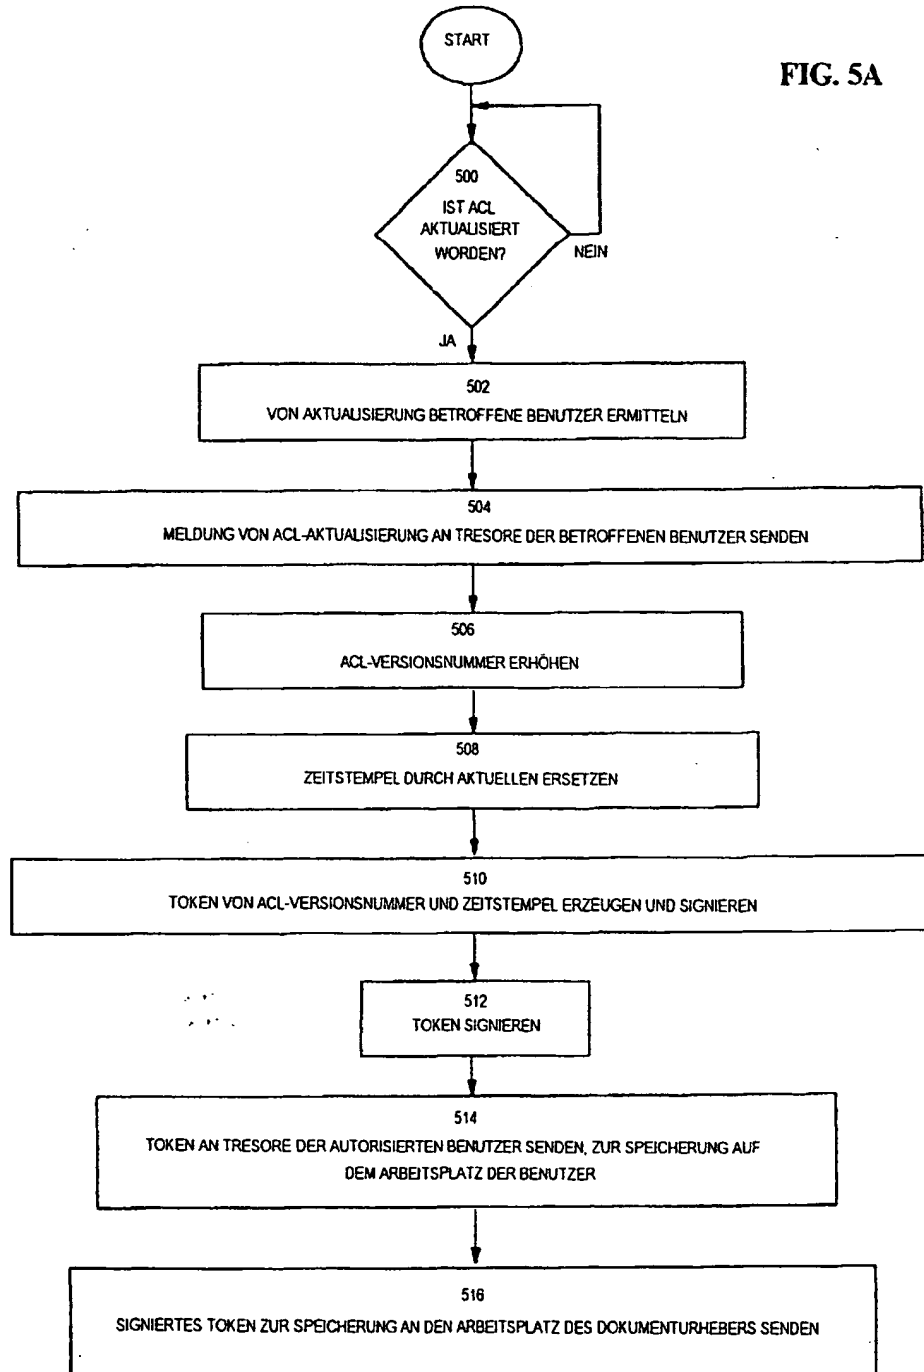 START
FIG. 5A
500
IST ACL
AKTUALISIERT
WORDEN?
NEIN
JA
502
VON AKTUALISIERUNG BETROFFENE BENUTZER ERMITTELN
504
MELDUNG VON ACL-AKTUALISIERUNG AN TRESORE DER BETROFFENEN BENUTZER SENDEN
506
ACL-VERSIONSNUMMER ERHÖHEN
508
ZEITSTEMPEL DURCH AKTUELLEN ERSETZEN
510
TOKEN VON ACL-VERSIONSNUMMER UND ZEITSTEMPEL ERZEUGEN UND SIGNIEREN
512
TOKEN SIGNIEREN
514
TOKEN AN TRESORE DER AUTORISIERTEN BENUTZER SENDEN, ZUR SPEICHERUNG AUF
DEM ARBEITSPLATZ DER BENUTZER
516
SIGNIERTES TOKEN ZUR SPEICHERUNG AN DEN ARBEITSPLATZ DES DOKUMENTURHEBERS SENDEN